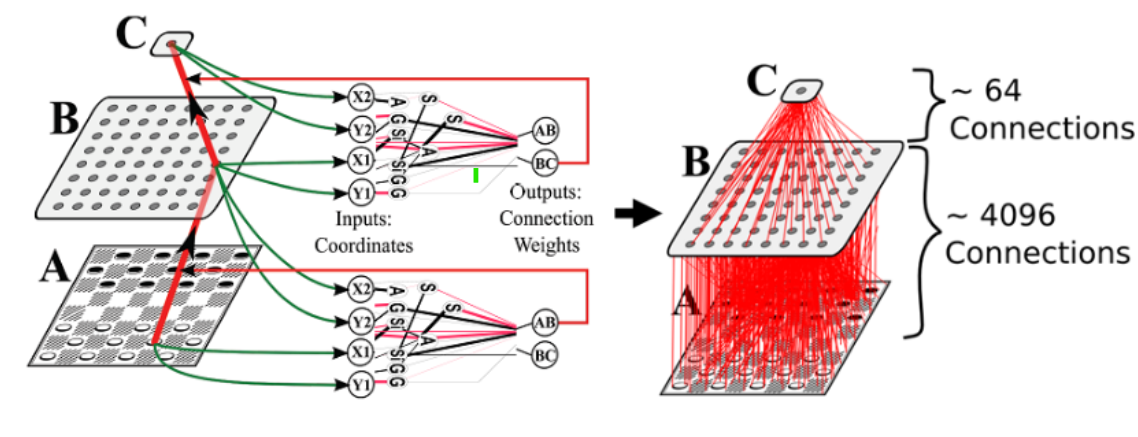 C
B
A
X2
Y2
X1
Y1
A
G
Si
A
Si
G
G
S
S
AB
BC
Inputs:
Coordinates
Outputs:
Connection
Weights
X2
Y2
X1
Y1
A
G
Si
A
Si
G
G
S
S
AB
BC
C
B
A
~ 64
Connections
~ 4096
Connections